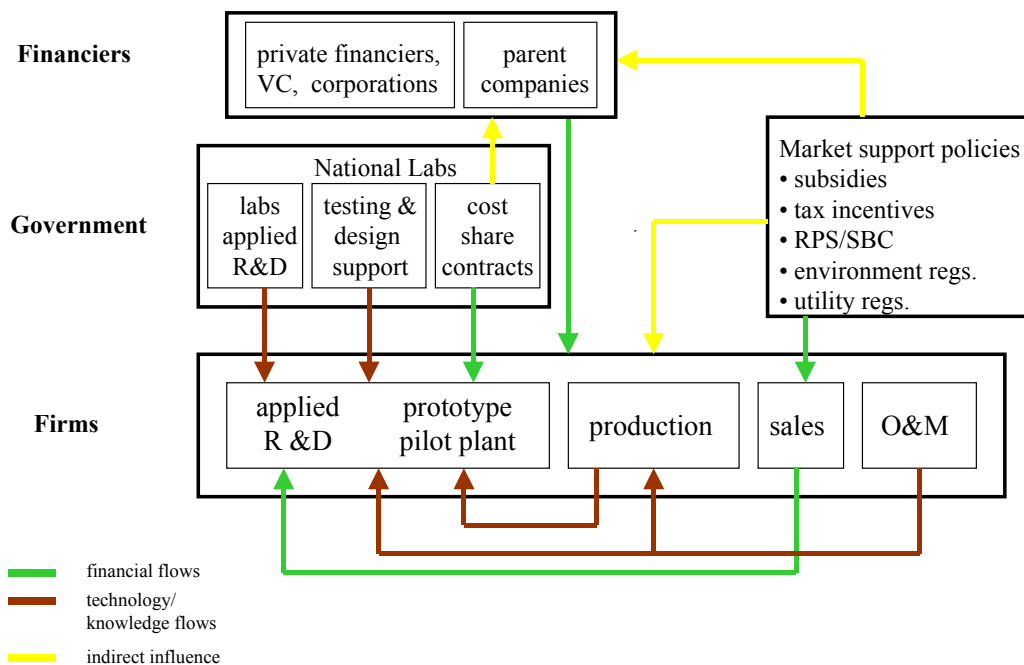 Financiers
private financiers,
VC,  corporations
parent
companies
Market support policies
• subsidies
• tax incentives
• RPS/SBC
• environment regs.
• utility regs.
Government
National Labs
labs
applied
R&D
testing &
design
support
cost
share
contracts
Firms
applied
R &D
prototype
pilot plant
production
sales
O&M
financial flows
technology/
knowledge flows
indirect influence